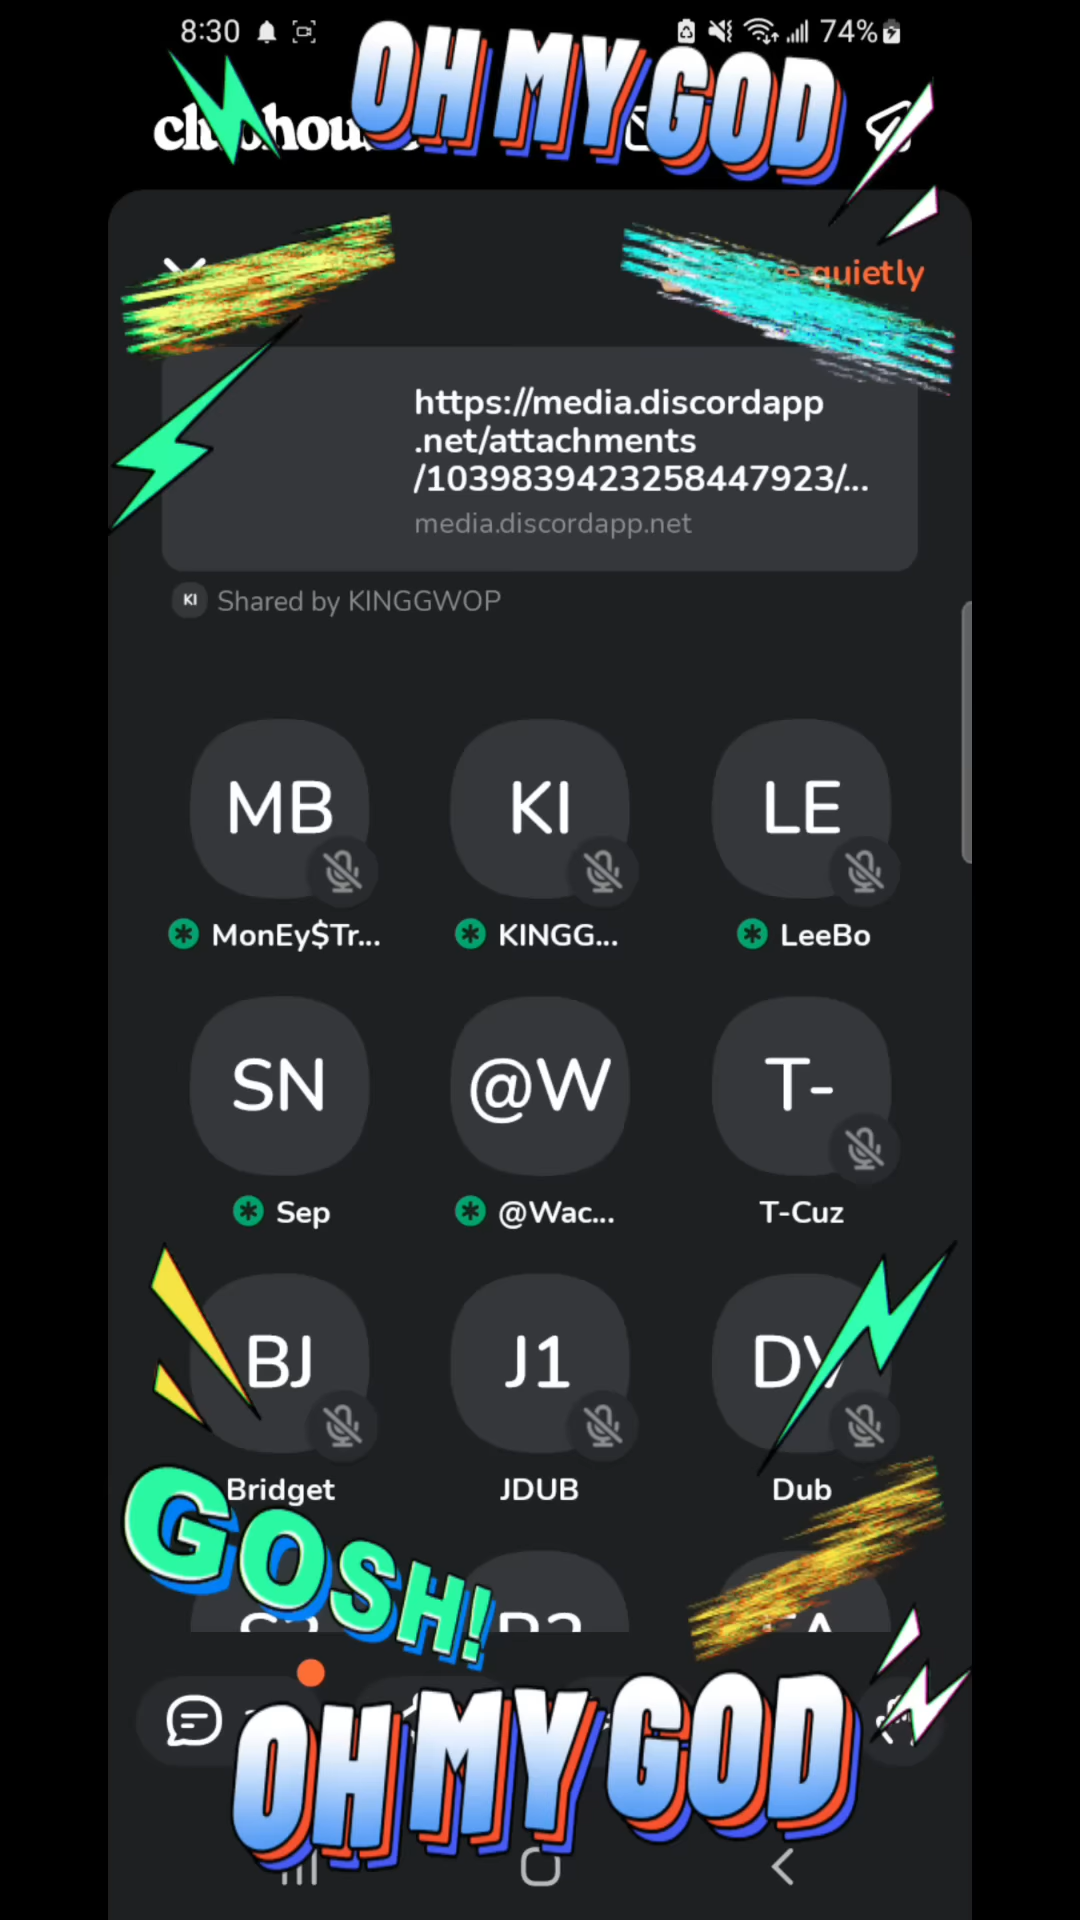 8:30
74%
OH MY GOD
clubhouse
quietly
https://media.discordapp
.net/attachments
/1039839423258447923/...
media.discordapp.net
KI Shared by KINGGWOP
MB KI LE
MonEy$Tr... KINGG... LeeBo
SN @W T-
Sep @Wac... T-Cuz
BJ J1 DV
Bridget JDUB Dub
GOSH!
OH MY GOD